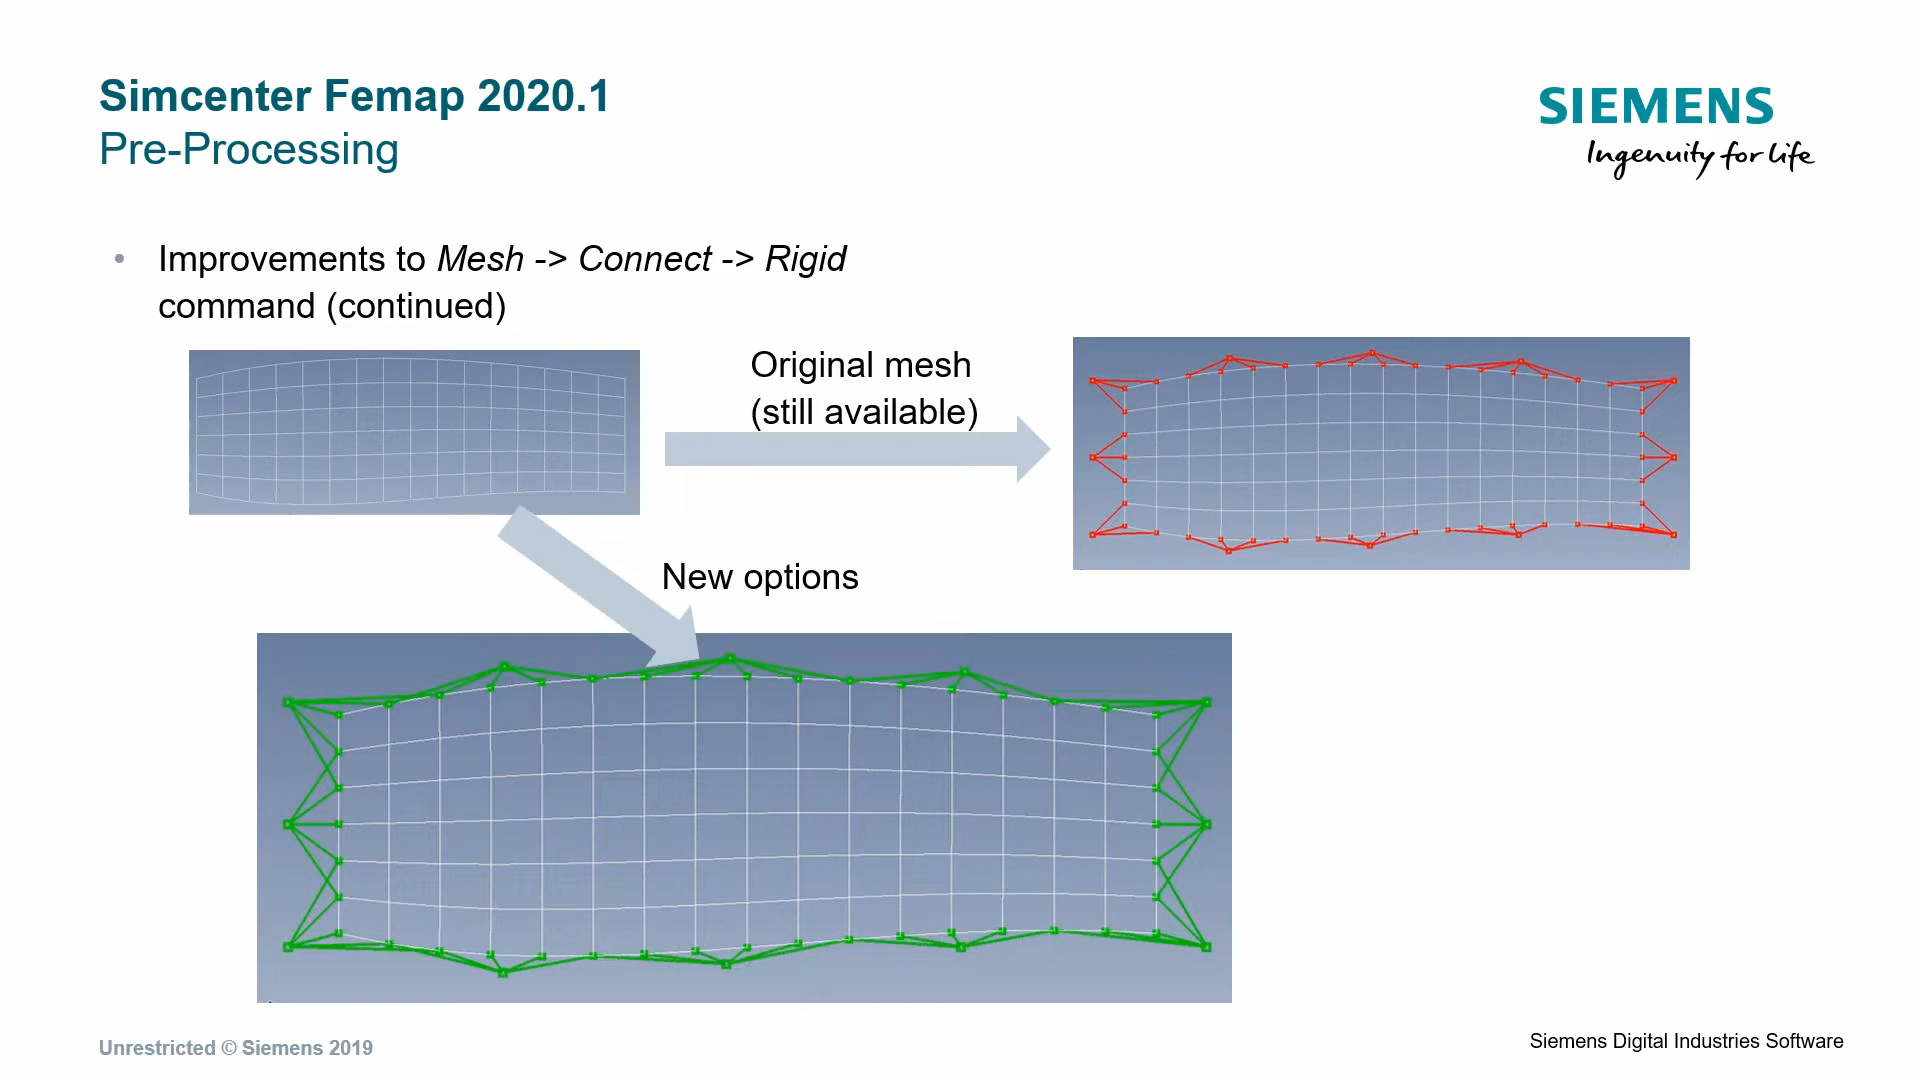 Simcenter Femap 2020.1
Pre-Processing
SIEMENS
Ingenuity for life
• Improvements to Mesh -> Connect -> Rigid
command (continued)
Original mesh
(still available)
New options
Unrestricted © Siemens 2019
Siemens Digital Industries Software